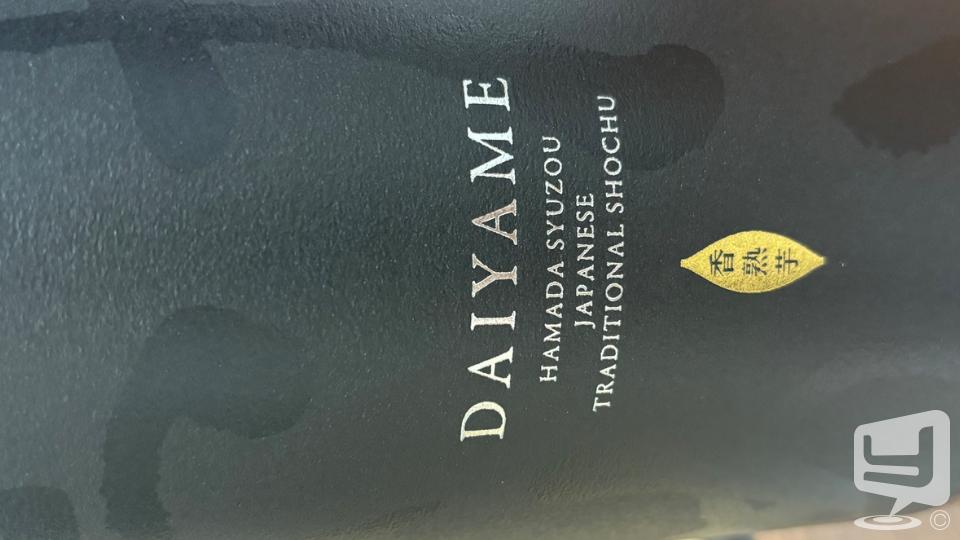 DAIYAME
HAMADA SYUZOU
JAPANESE
TRADITIONAL SHOCHU
香熟芋
©